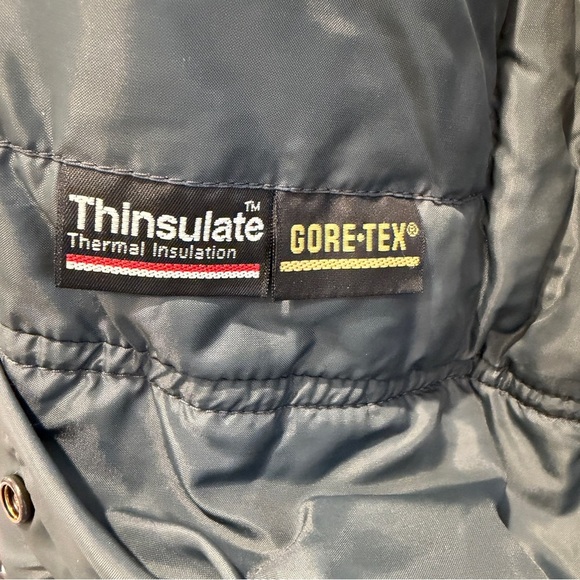 Thinsulate™
Thermal Insulation
GORE-TEX®